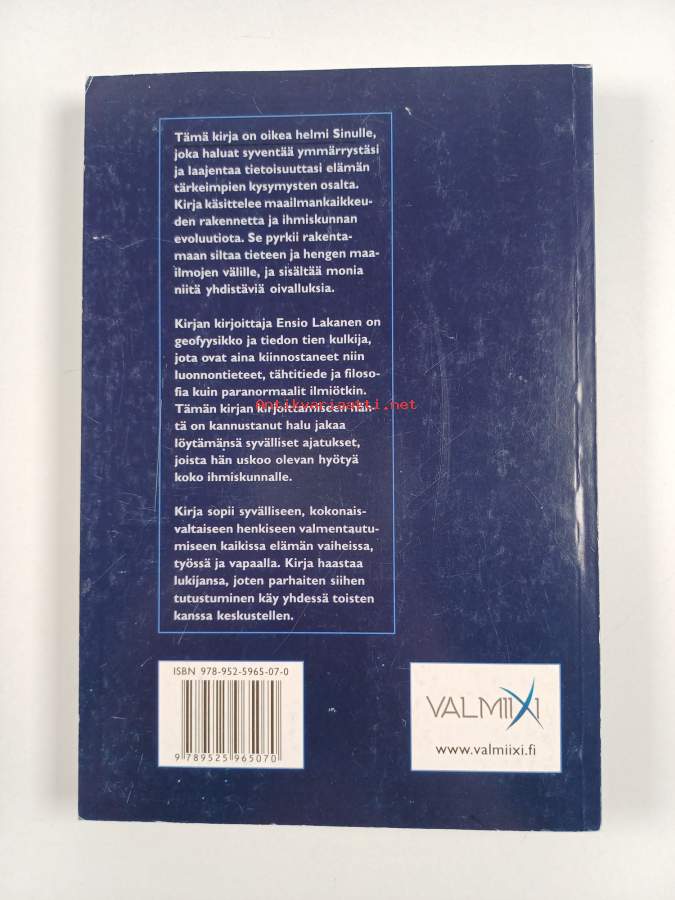 Tämä kirja on oikea helmi Sinulle,
joka haluat syventää ymmärrystäsi
ja laajentaa tietoisuuttasi elämän
tärkeimpien kysymysten osalta.
Kirja käsittelee maailmankaikkeu-
den rakennetta ja ihmiskunnan
evoluutiota. Se pyrkii rakenta-
maan siltaa tieteen ja hengen maa-
ilmojen välille, ja sisältää monia
niitä yhdistäviä oivalluksia.
Kirjan kirjoittaja Ensio Lakanen on
geofyysikko ja tiedon tien kulkija,
jota ovat aina kiinnostaneet niin
luonnontieteet, tähtitiede ja filoso-
fia kuin paranormaalit ilmiötkin.
Antikvariaatti.net
Tämän kirjan kirjoittamiseen hän-
tä on kannustanut halu jakaa
löytämänsä syvälliset ajatukset,
joista hän uskoo olevan hyötyä
koko ihmiskunnalle.
Kirja sopii syvälliseen, kokonais-
valtaiseen henkiseen valmentautu-
miseen kaikissa elämän vaiheissa,
työssä ja vapaalla. Kirja haastaa
lukijansa, joten parhaiten siihen
tutustuminen käy yhdessä toisten
kanssa keskustellen.
ISBN 978-952-5965-07-0
9 789525 965070
VALMIIXI
www.valmiixi.fi